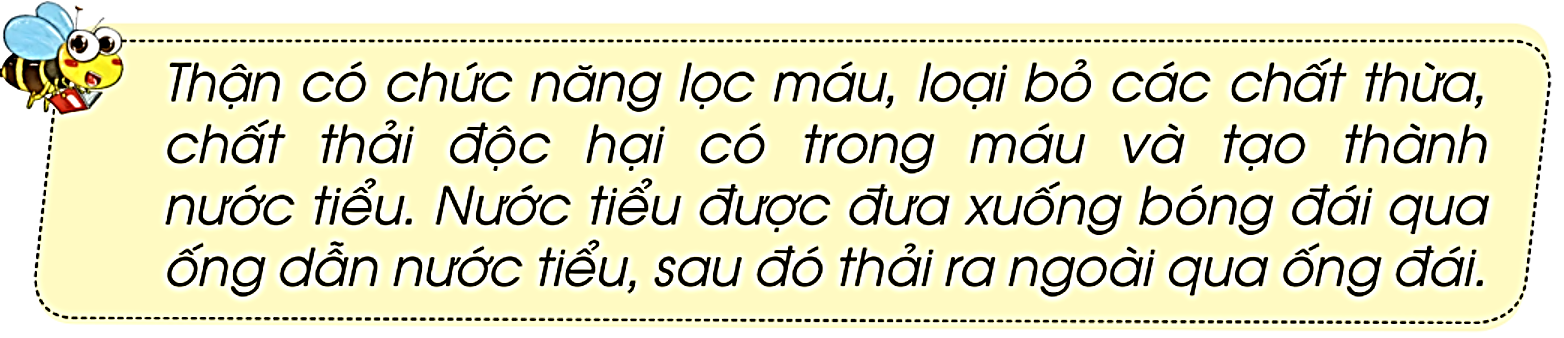 Thận có chức năng lọc máu, loại bỏ các chất thừa,
chất thải độc hại có trong máu và tạo thành
nước tiểu. Nước tiểu được đưa xuống bóng đái qua
ống dẫn nước tiểu, sau đó thải ra ngoài qua ống đái.